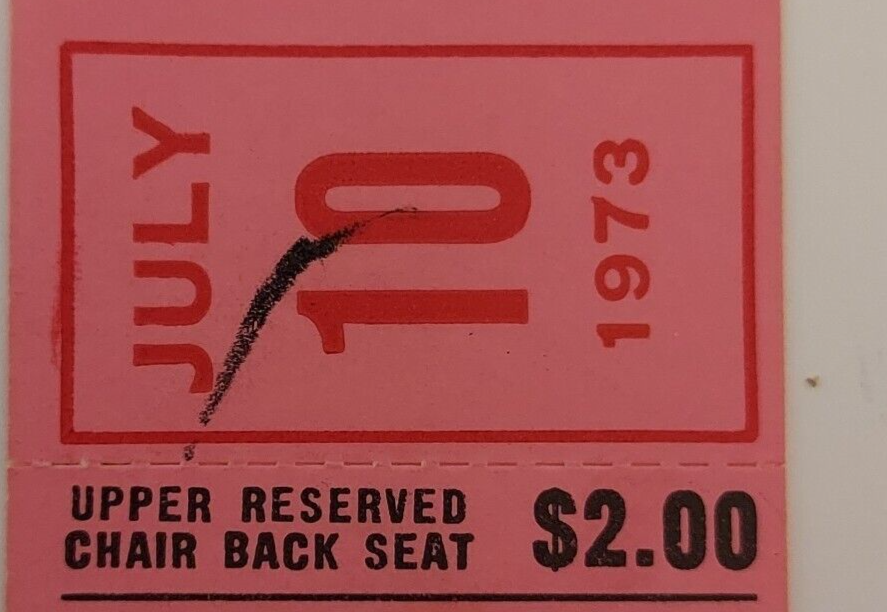 JULY
10
1973
UPPER RESERVED
CHAIR BACK SEAT
$2.00